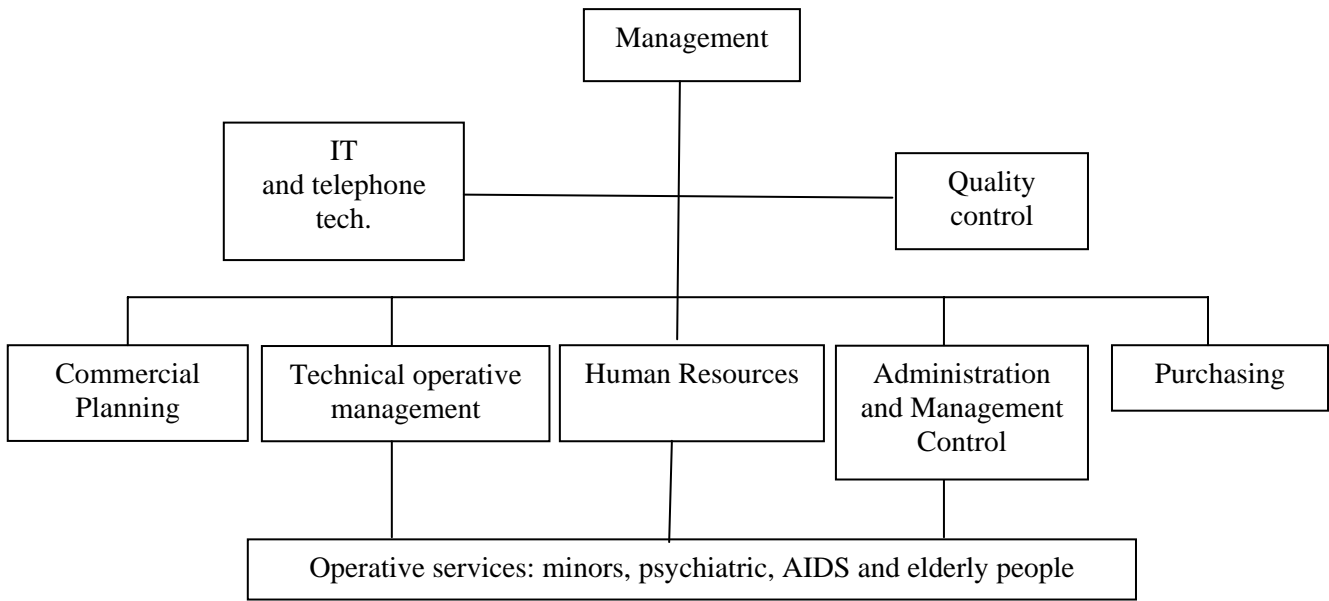 Management
IT
and telephone
tech.
Quality
control
Commercial
Planning
Technical operative
management
Human Resources
Administration
and Management
Control
Purchasing
Operative services: minors, psychiatric, AIDS and elderly people